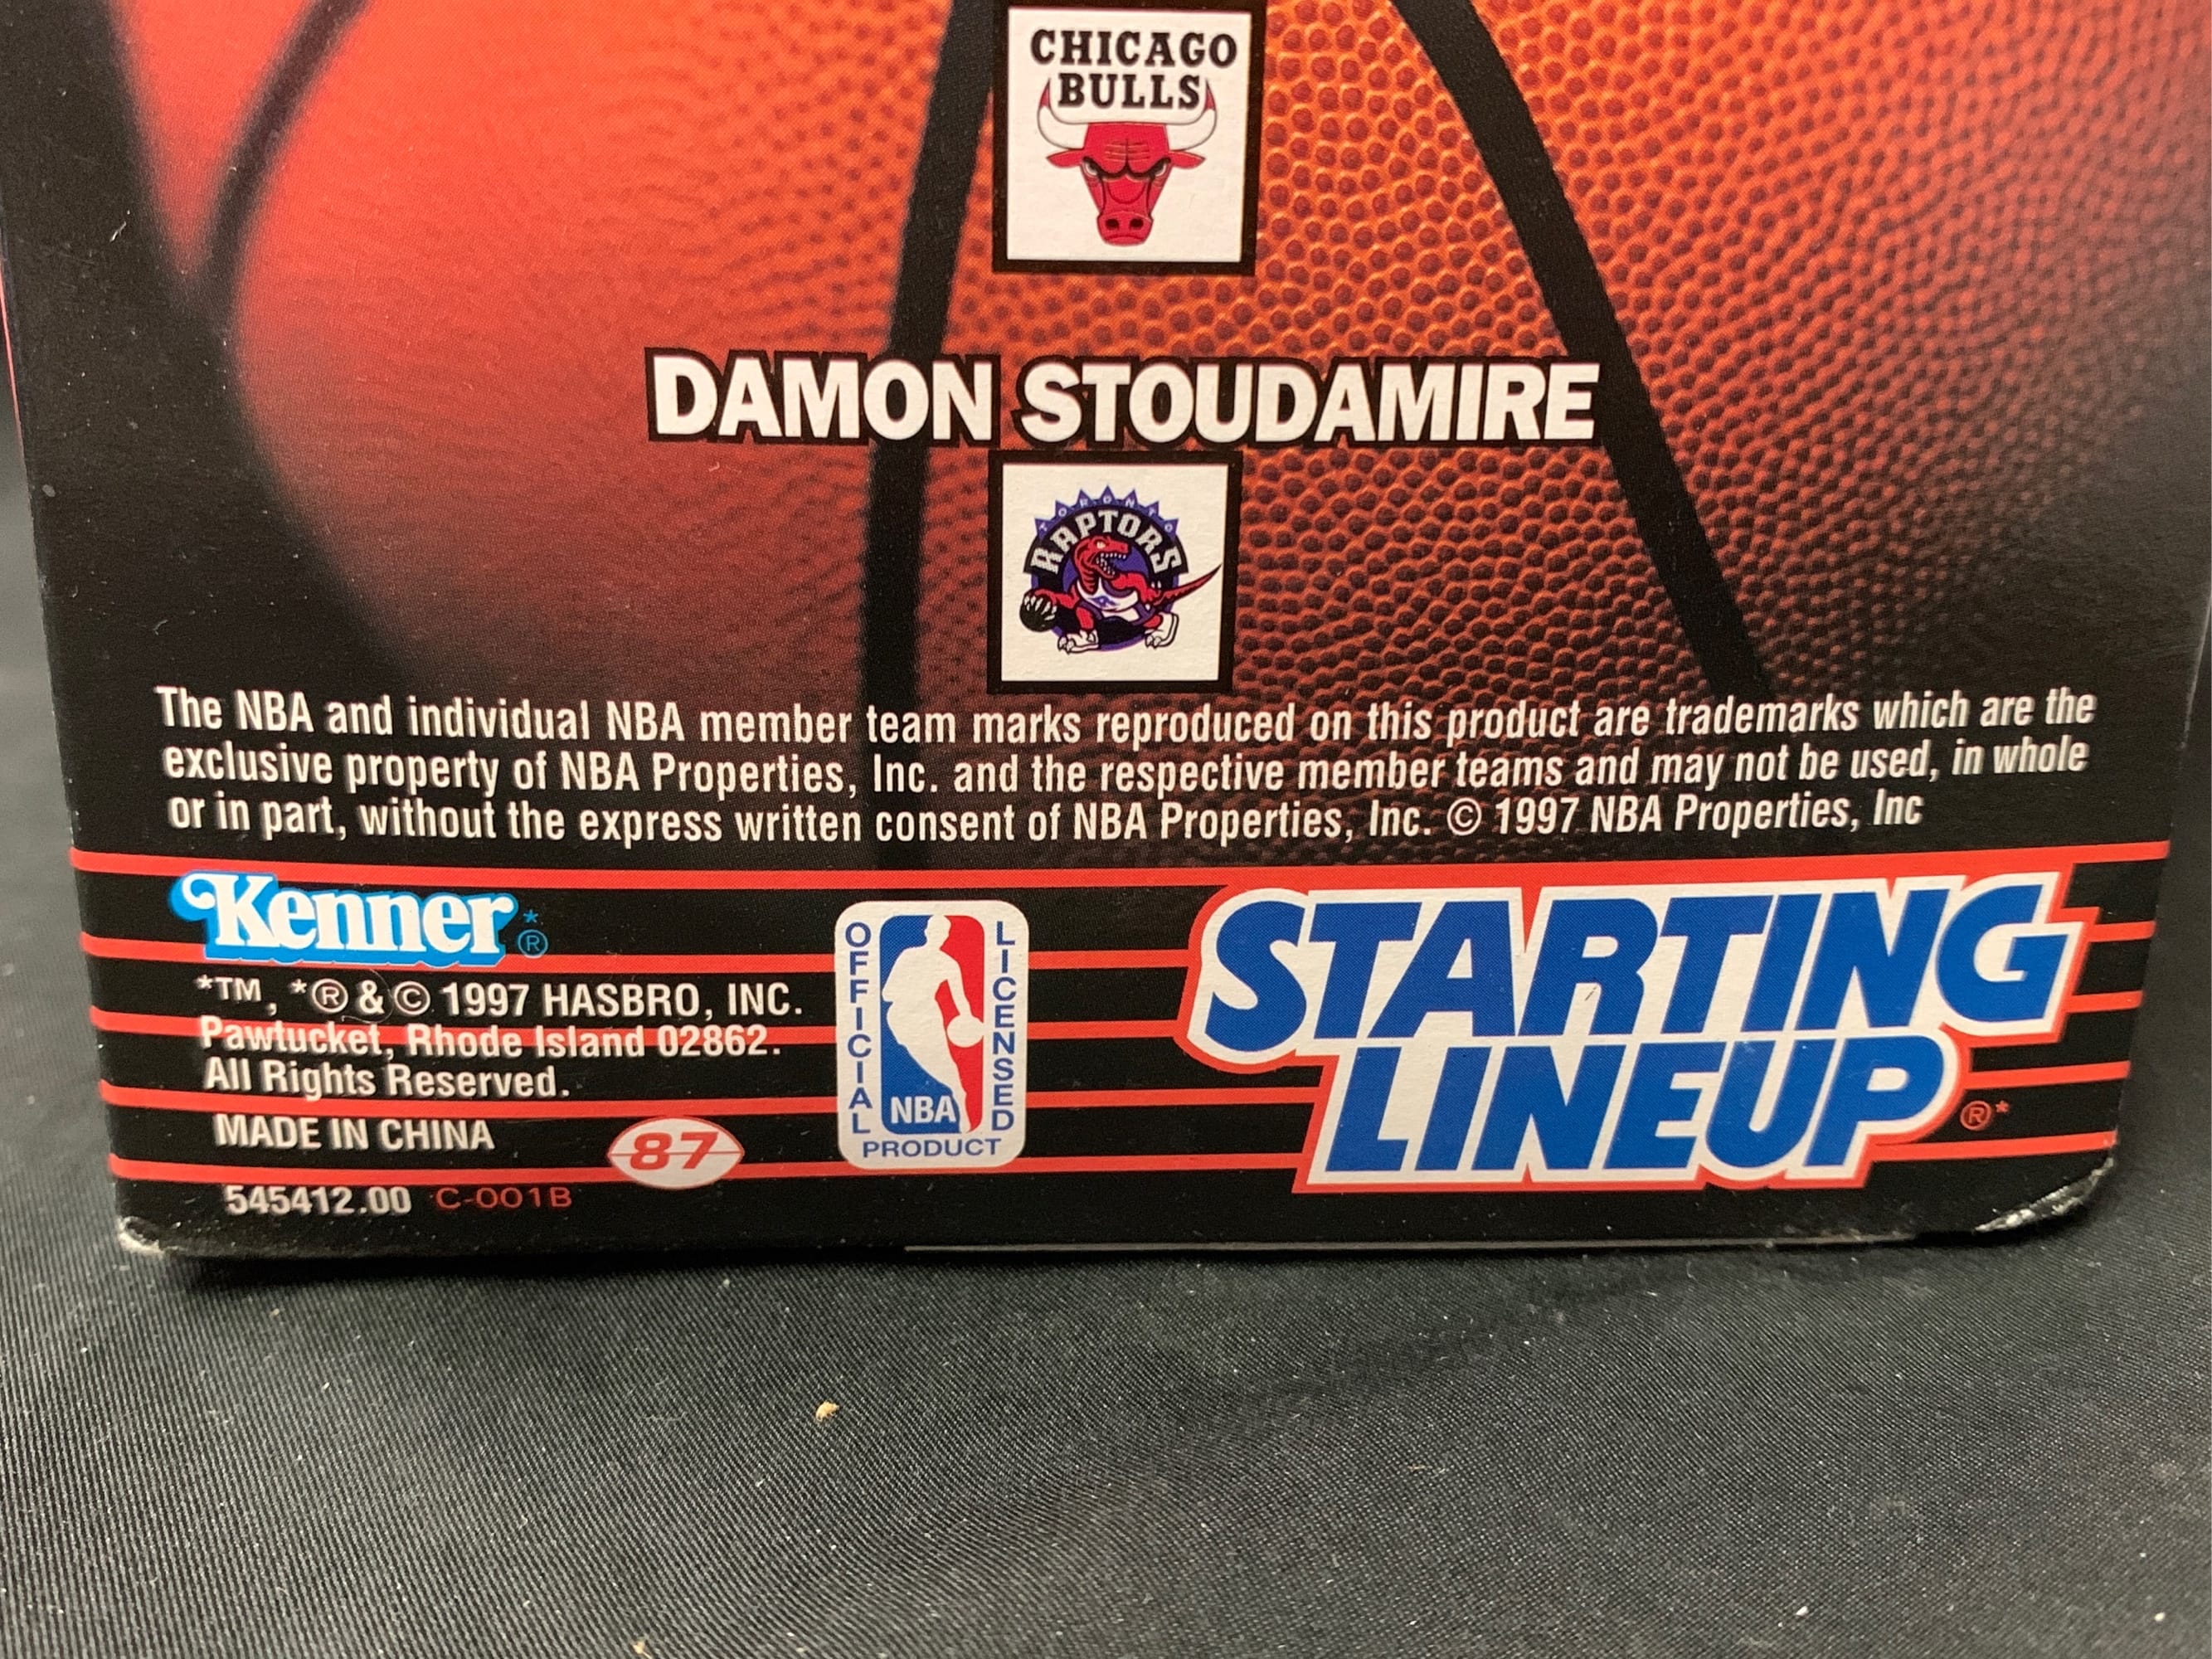 CHICAGO
BULLS
DAMON STOUDAMIRE
TORONTO
RAPTORS
The NBA and individual NBA member team marks reproduced on this product are trademarks which are the
exclusive property of NBA Properties, Inc. and the respective member teams and may not be used, in whole
or in part, without the express written consent of NBA Properties, Inc. © 1997 NBA Properties, Inc
Kenner*®
*™, *® & © 1997 HASBRO, INC.
Pawtucket, Rhode Island 02862.
All Rights Reserved.
MADE IN CHINA
87
545412.00 C-001B
OFFICIAL
LICENSED
NBA
PRODUCT
STARTING
LINEUP®*